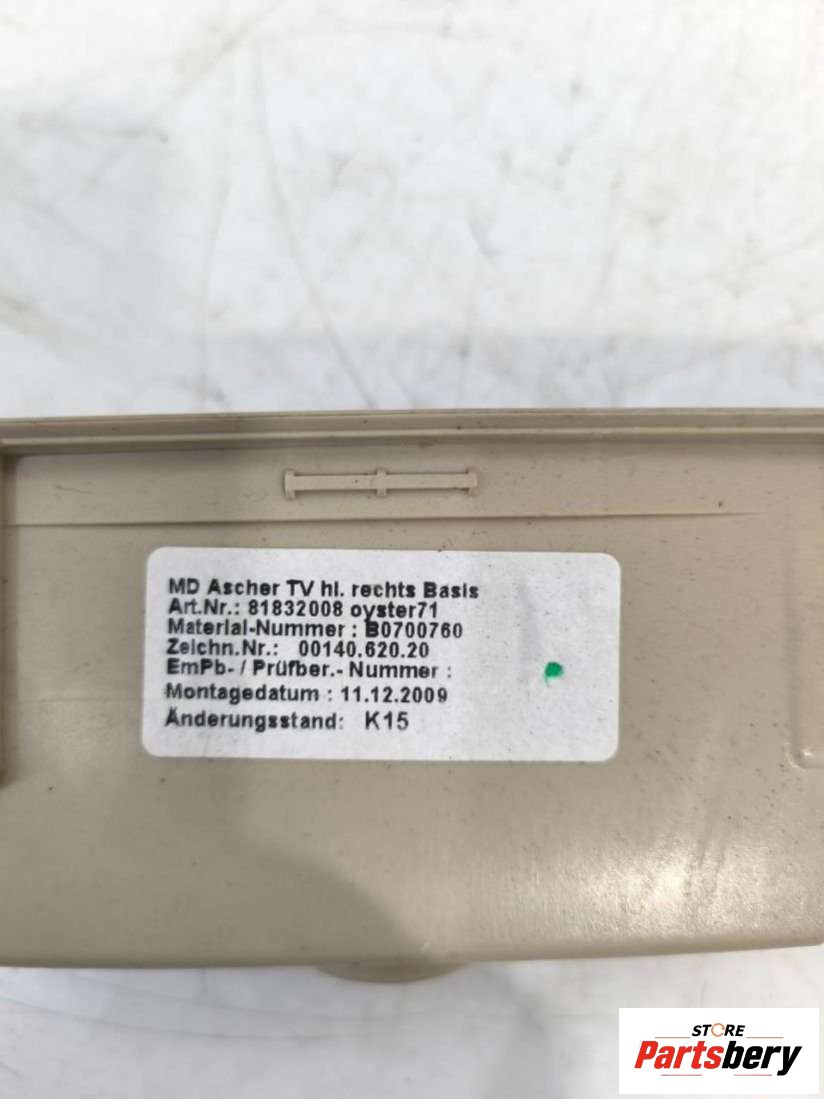 MD Ascher TV hl. rechts Basis
Art.Nr.: 81832008 oyster71
Material-Nummer : B0700760
Zeichn.Nr.: 00140.620.20
EmPb- / Prüfber.- Nummer :
Montagedatum : 11.12.2009
Änderungsstand: K15
STORE
Partsbery